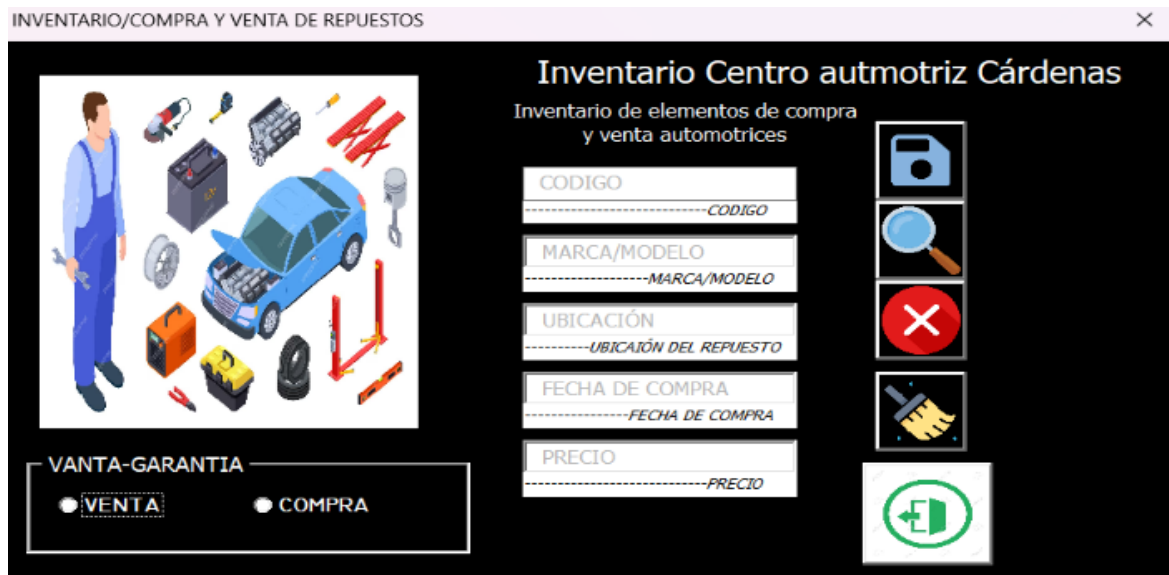 INVENTARIO/COMPRA Y VENTA DE REPUESTOS
Inventario Centro autmotriz Cárdenas
Inventario de elementos de compra
y venta automotrices
CODIGO
--------------------------CODIGO
MARCA/MODELO
------------------MARCA/MODELO
UBICACIÓN
----------UBICAIÓN DEL REPUESTO
FECHA DE COMPRA
---------------FECHA DE COMPRA
PRECIO
--------------------------PRECIO
VANTA-GARANTIA
VENTA
COMPRA